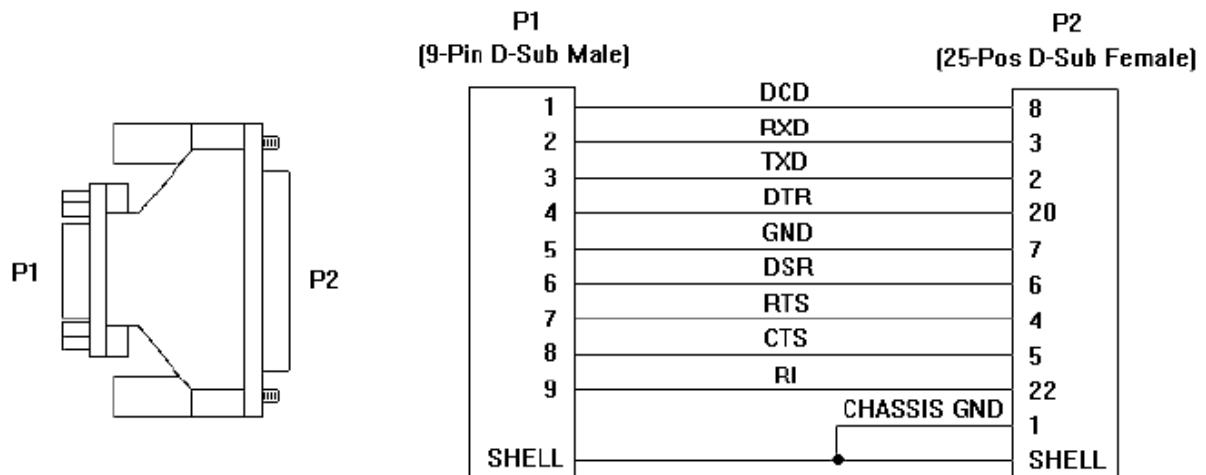 P1
(9-Pin D-Sub Male)
P2
(25-Pos D-Sub Female)
P1
P2
1 DCD 8
2 RXD 3
3 TXD 2
4 DTR 20
5 GND 7
6 DSR 6
7 RTS 4
8 CTS 5
9 RI 22
CHASSIS GND 1
SHELL SHELL